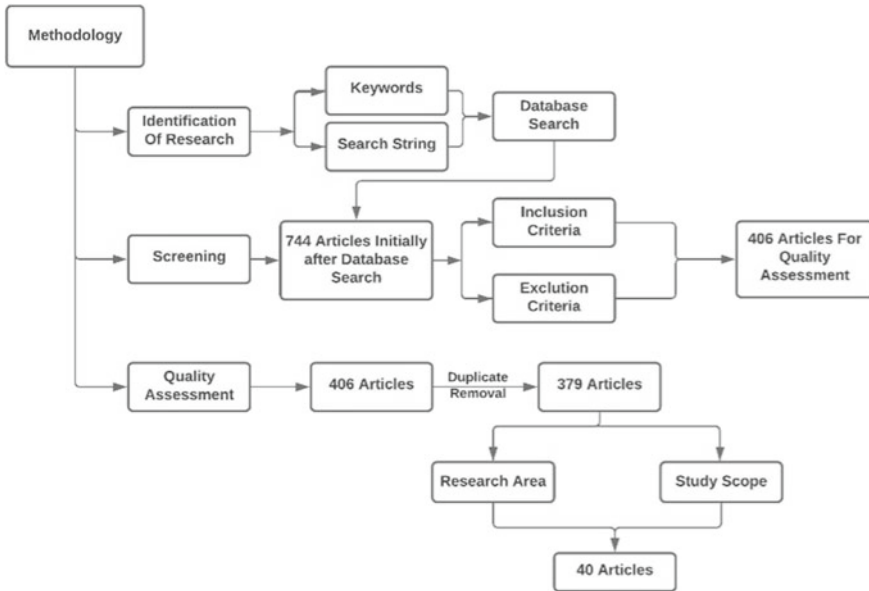 Methodology
Identification
Of Research
Keywords
Search String
Database
Search
Screening
744 Articles Initially
after Database
Search
Inclusion
Criteria
Exclution
Criteria
406 Articles For
Quality
Assessment
Quality
Assessment
406 Articles
Duplicate
Removal
379 Articles
Research Area
Study Scope
40 Articles